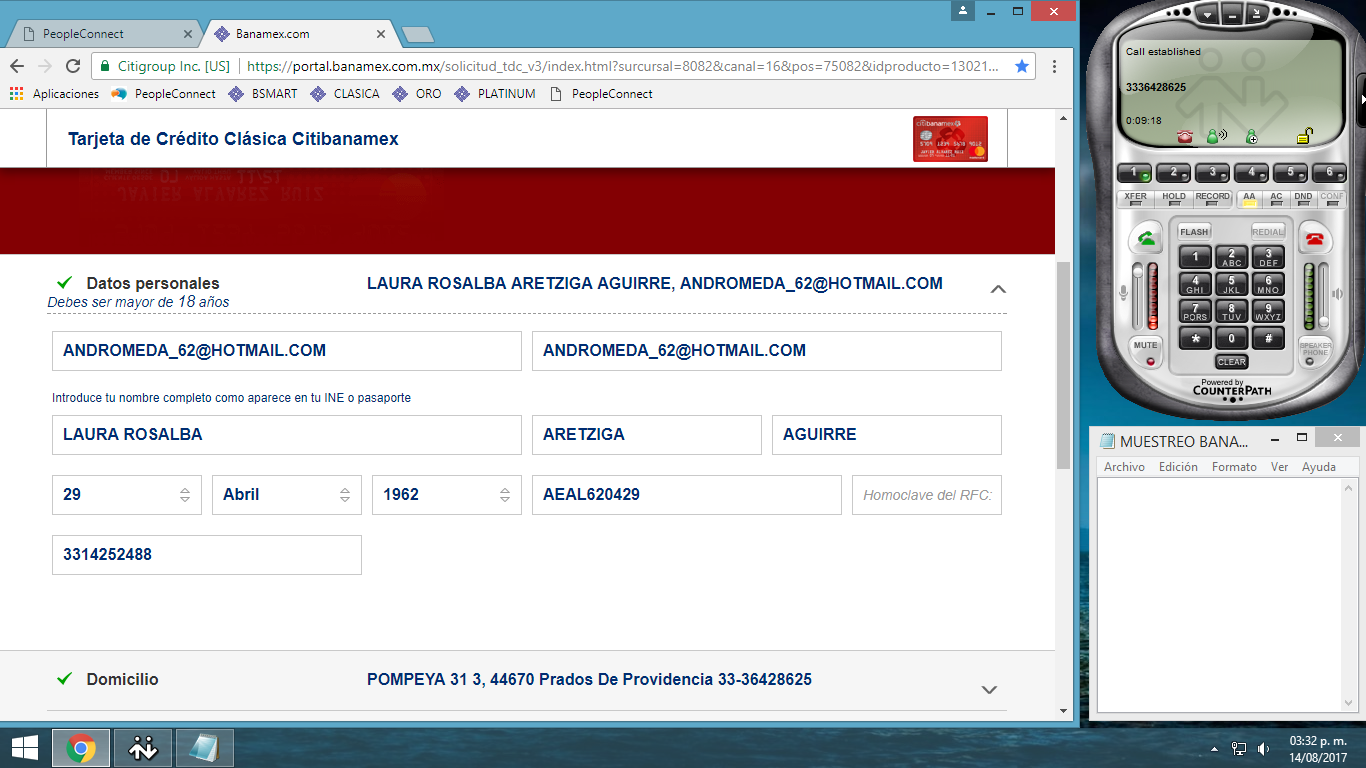 PeopleConnect
Banamex.com
Citigroup Inc. [US] https://portal.banamex.com.mx/solicitud_tdc_v3/index.html?sursursal=8082&canal=16&pos=75082&idproducto=13021...
Aplicaciones PeopleConnect BSMART CLASICA ORO PLATINUM PeopleConnect
Tarjeta de Crédito Clásica Citibanamex
citibanamex
JAVIER ALVAREZ RUIZ
Datos personales LAURA ROSALBA ARETZIGA AGUIRRE, ANDROMEDA_62@HOTMAIL.COM
Debes ser mayor de 18 años
ANDROMEDA_62@HOTMAIL.COM ANDROMEDA_62@HOTMAIL.COM
Introduce tu nombre completo como aparece en tu INE o pasaporte
LAURA ROSALBA ARETZIGA AGUIRRE
29 Abril 1962 AEAL620429 Homoclave del RFC:
3314252488
Domicilio POMPEYA 31 3, 44670 Prados De Providencia 33-36428625
Call established
3336428625
0:09:18
1 2 3 4 5 6
XFER HOLD RECORD AA AC DND CONF
FLASH REDIAL
1 2 ABC 3 DEF
4 GHI 5 JKL 6 MNO
7 PQRS 8 TUV 9 WXYZ
* 0 #
MUTE CLEAR SPEAKER PHONE
Powered by
COUNTERPATH
MUESTREO BANA...
Archivo Edición Formato Ver Ayuda
03:32 p. m.
14/08/2017